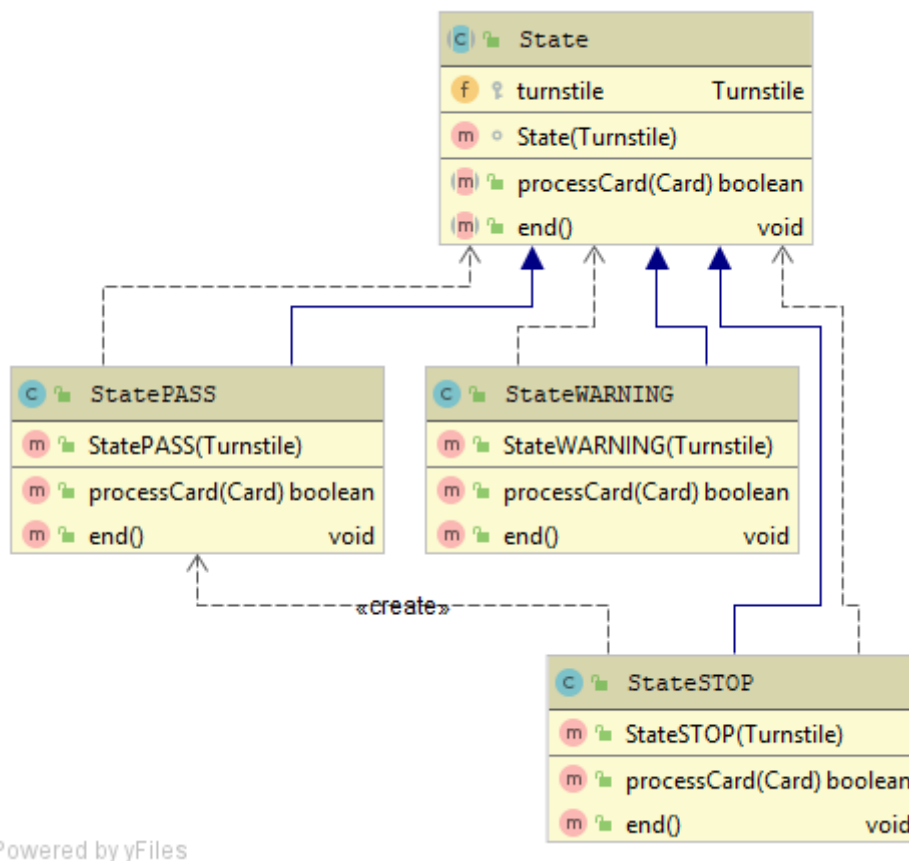 State
turnstile Turnstile
State(Turnstile)
processCard(Card) boolean
end() void
StatePASS
StatePASS(Turnstile)
processCard(Card) boolean
end() void
StateWARNING
StateWARNING(Turnstile)
processCard(Card) boolean
end() void
«create»
StateSTOP
StateSTOP(Turnstile)
processCard(Card) boolean
end() void
Powered by yFiles